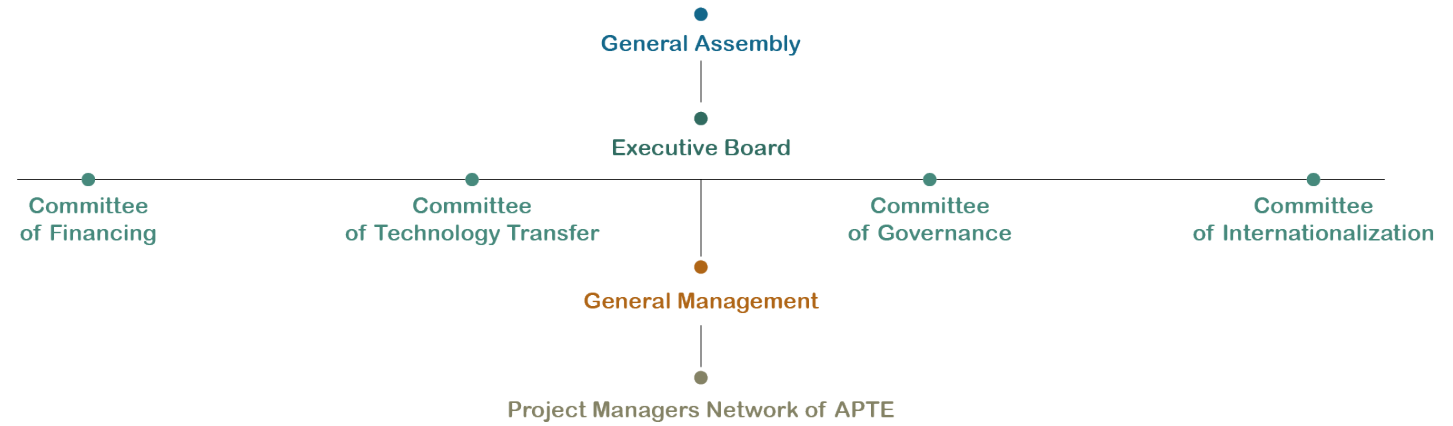 General Assembly
Executive Board
Committee
of Financing
Committee
of Technology Transfer
Committee
of Governance
Committee
of Internationalization
General Management
Project Managers Network of APTE